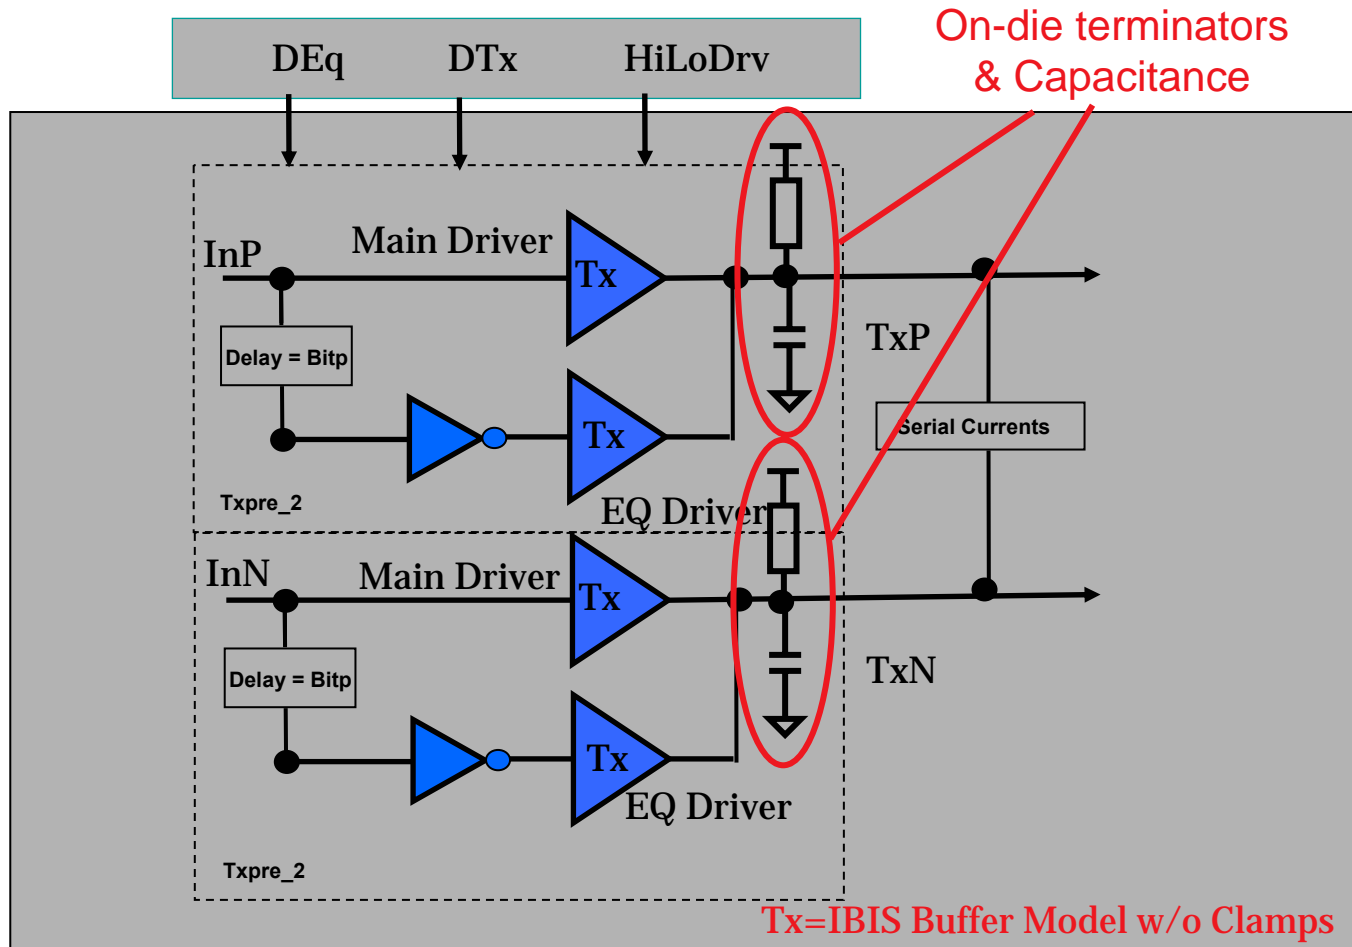 On-die terminators
& Capacitance
DEq DTx HiLoDrv
InP
Main Driver
Tx
Delay = Bitp
TxP
Tx
Serial Currents
Txpre_2
EQ Driver
InN
Main Driver
Tx
Delay = Bitp
TxN
Tx
EQ Driver
Txpre_2
Tx=IBIS Buffer Model w/o Clamps